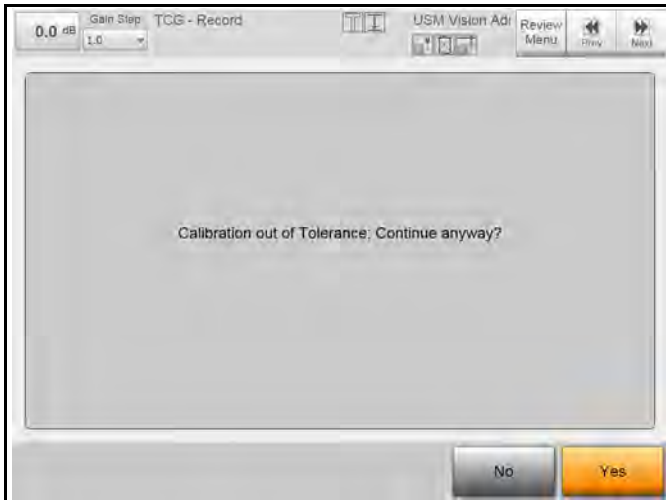 0.0 dB
Gain Step
1.0
TCG - Record
USM Vision Adr
Review
Menu
Prev
Next
Calibration out of Tolerance; Continue anyway?
No
Yes